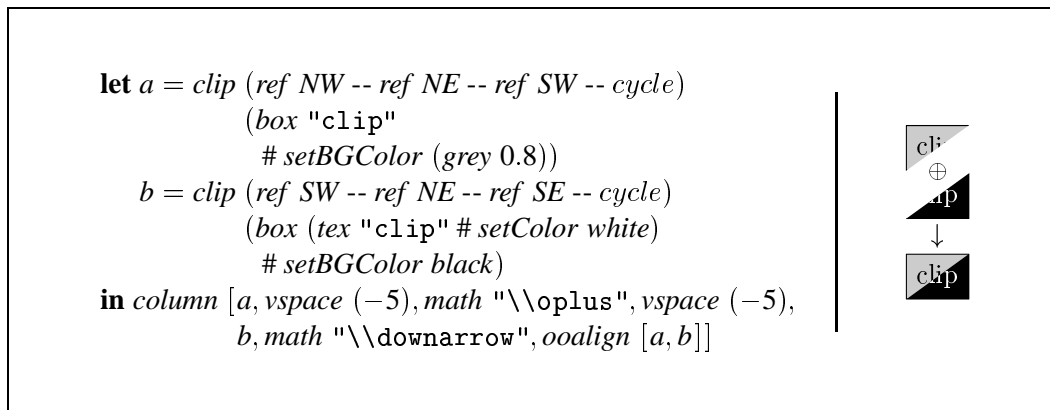 let a = clip (ref NW -- ref NE -- ref SW -- cycle)
(box "clip"
# setBGColor (grey 0.8))
b = clip (ref SW -- ref NE -- ref SE -- cycle)
(box (tex "clip" # setColor white)
# setBGColor black)
in column [a, vspace (−5), math "\\oplus", vspace (−5),
b, math "\\downarrow", ooalign [a, b]]
clip
⊕
clip
↓
clip